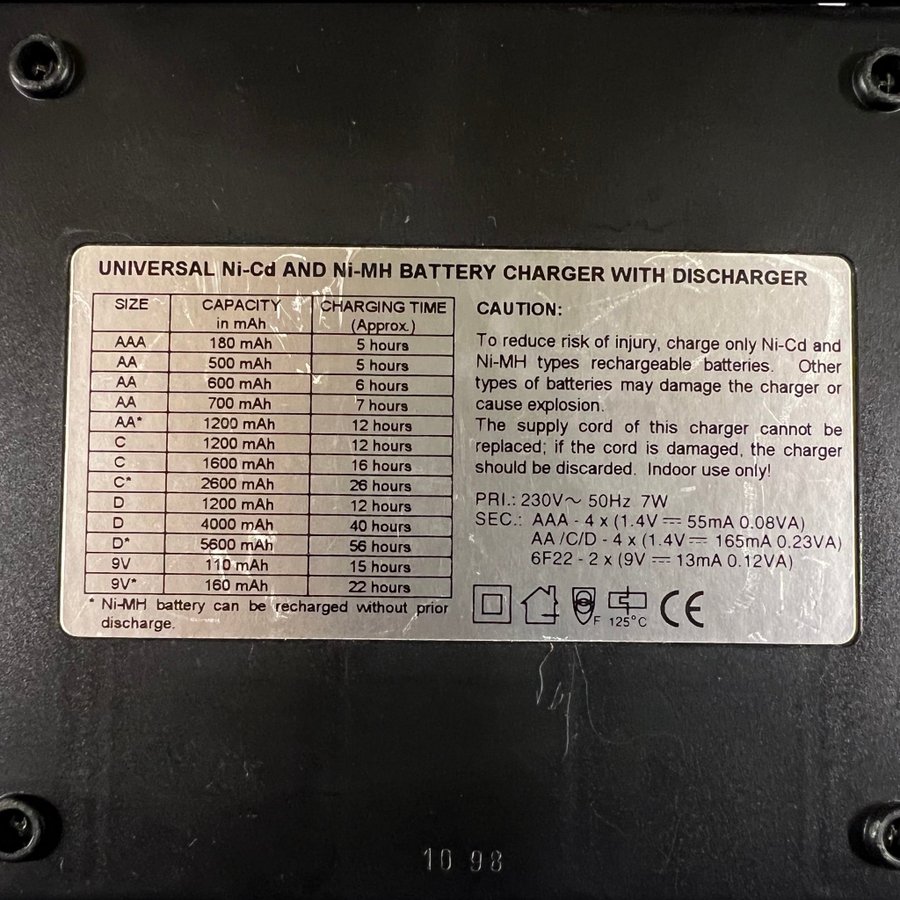 UNIVERSAL Ni-Cd AND Ni-MH BATTERY CHARGER WITH DISCHARGER
SIZE CAPACITY in mAh CHARGING TIME (Approx.)
AAA 180 mAh 5 hours
AA 500 mAh 5 hours
AA 600 mAh 6 hours
AA 700 mAh 7 hours
AA* 1200 mAh 12 hours
C 1200 mAh 12 hours
C 1600 mAh 16 hours
C* 2600 mAh 26 hours
D 1200 mAh 12 hours
D 4000 mAh 40 hours
D* 5600 mAh 56 hours
9V 110 mAh 15 hours
9V* 160 mAh 22 hours
* Ni-MH battery can be recharged without prior
discharge.
CAUTION:
To reduce risk of injury, charge only Ni-Cd and
Ni-MH types rechargeable batteries. Other
types of batteries may damage the charger or
cause explosion.
The supply cord of this charger cannot be
replaced; if the cord is damaged, the charger
should be discarded. Indoor use only!
PRI.: 230V~ 50Hz 7W
SEC.: AAA - 4 x (1.4V ⎓ 55mA 0.08VA)
AA /C/D - 4 x (1.4V ⎓ 165mA 0.23VA)
6F22 - 2 x (9V ⎓ 13mA 0.12VA)
F 125°C CE
10 98